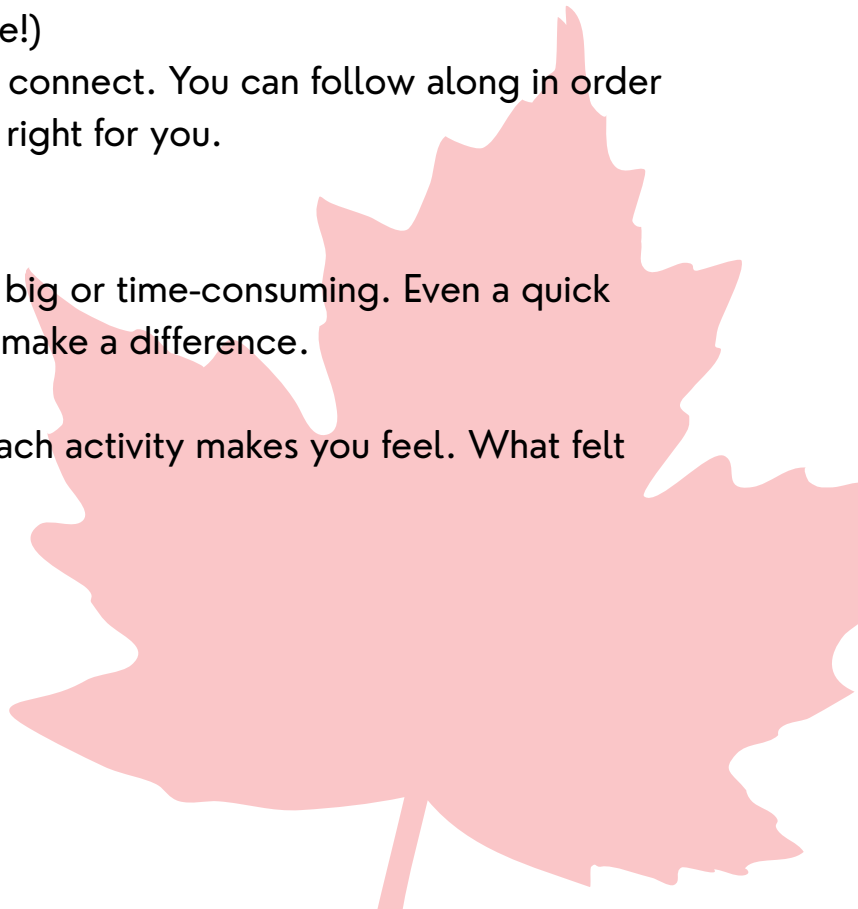 e!)
connect. You can follow along in order
right for you.
big or time-consuming. Even a quick
make a difference.
ach activity makes you feel. What felt